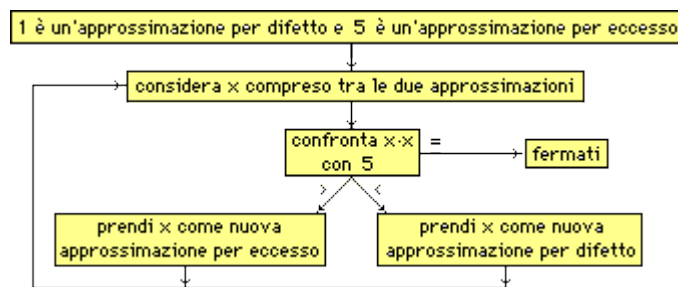 1 è un'approssimazione per difetto e 5 è un'approssimazione per eccesso
considera x compreso tra le due approssimazioni
confronta x·x
con 5
=
fermati
>
<
prendi x come nuova
approssimazione per eccesso
prendi x come nuova
approssimazione per difetto